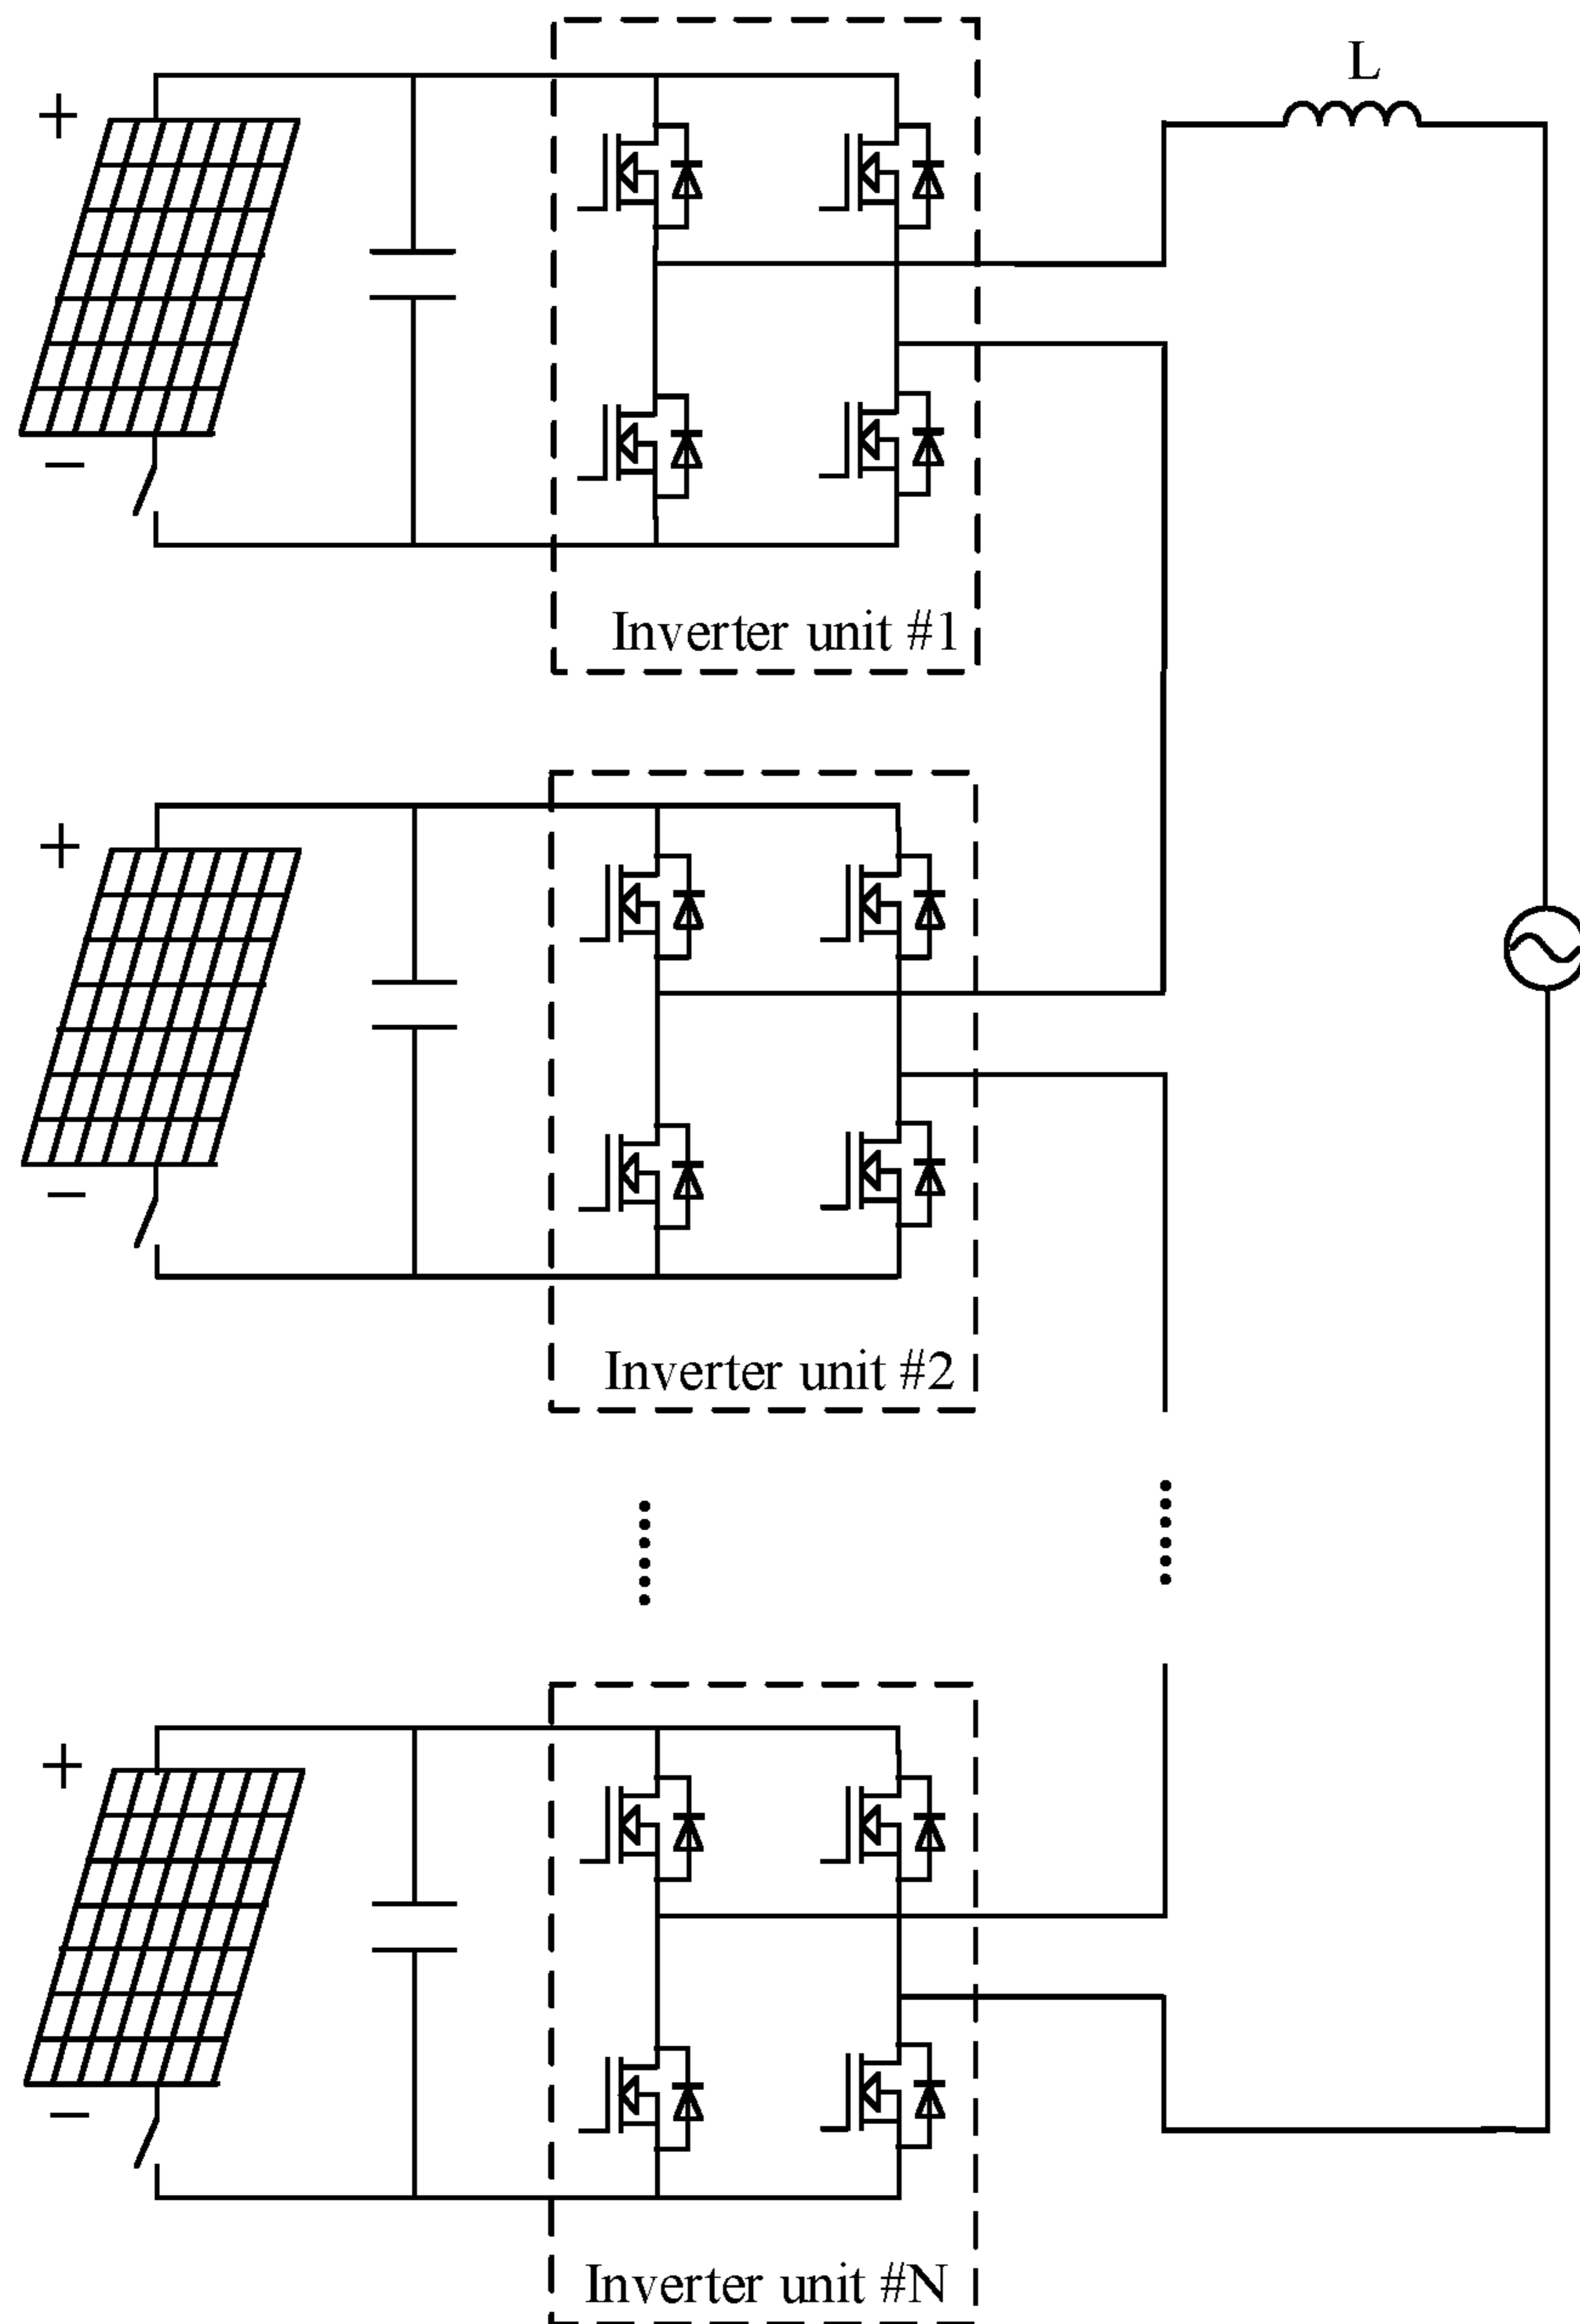 L
+
−
Inverter unit #1
+
−
Inverter unit #2
+
−
Inverter unit #N